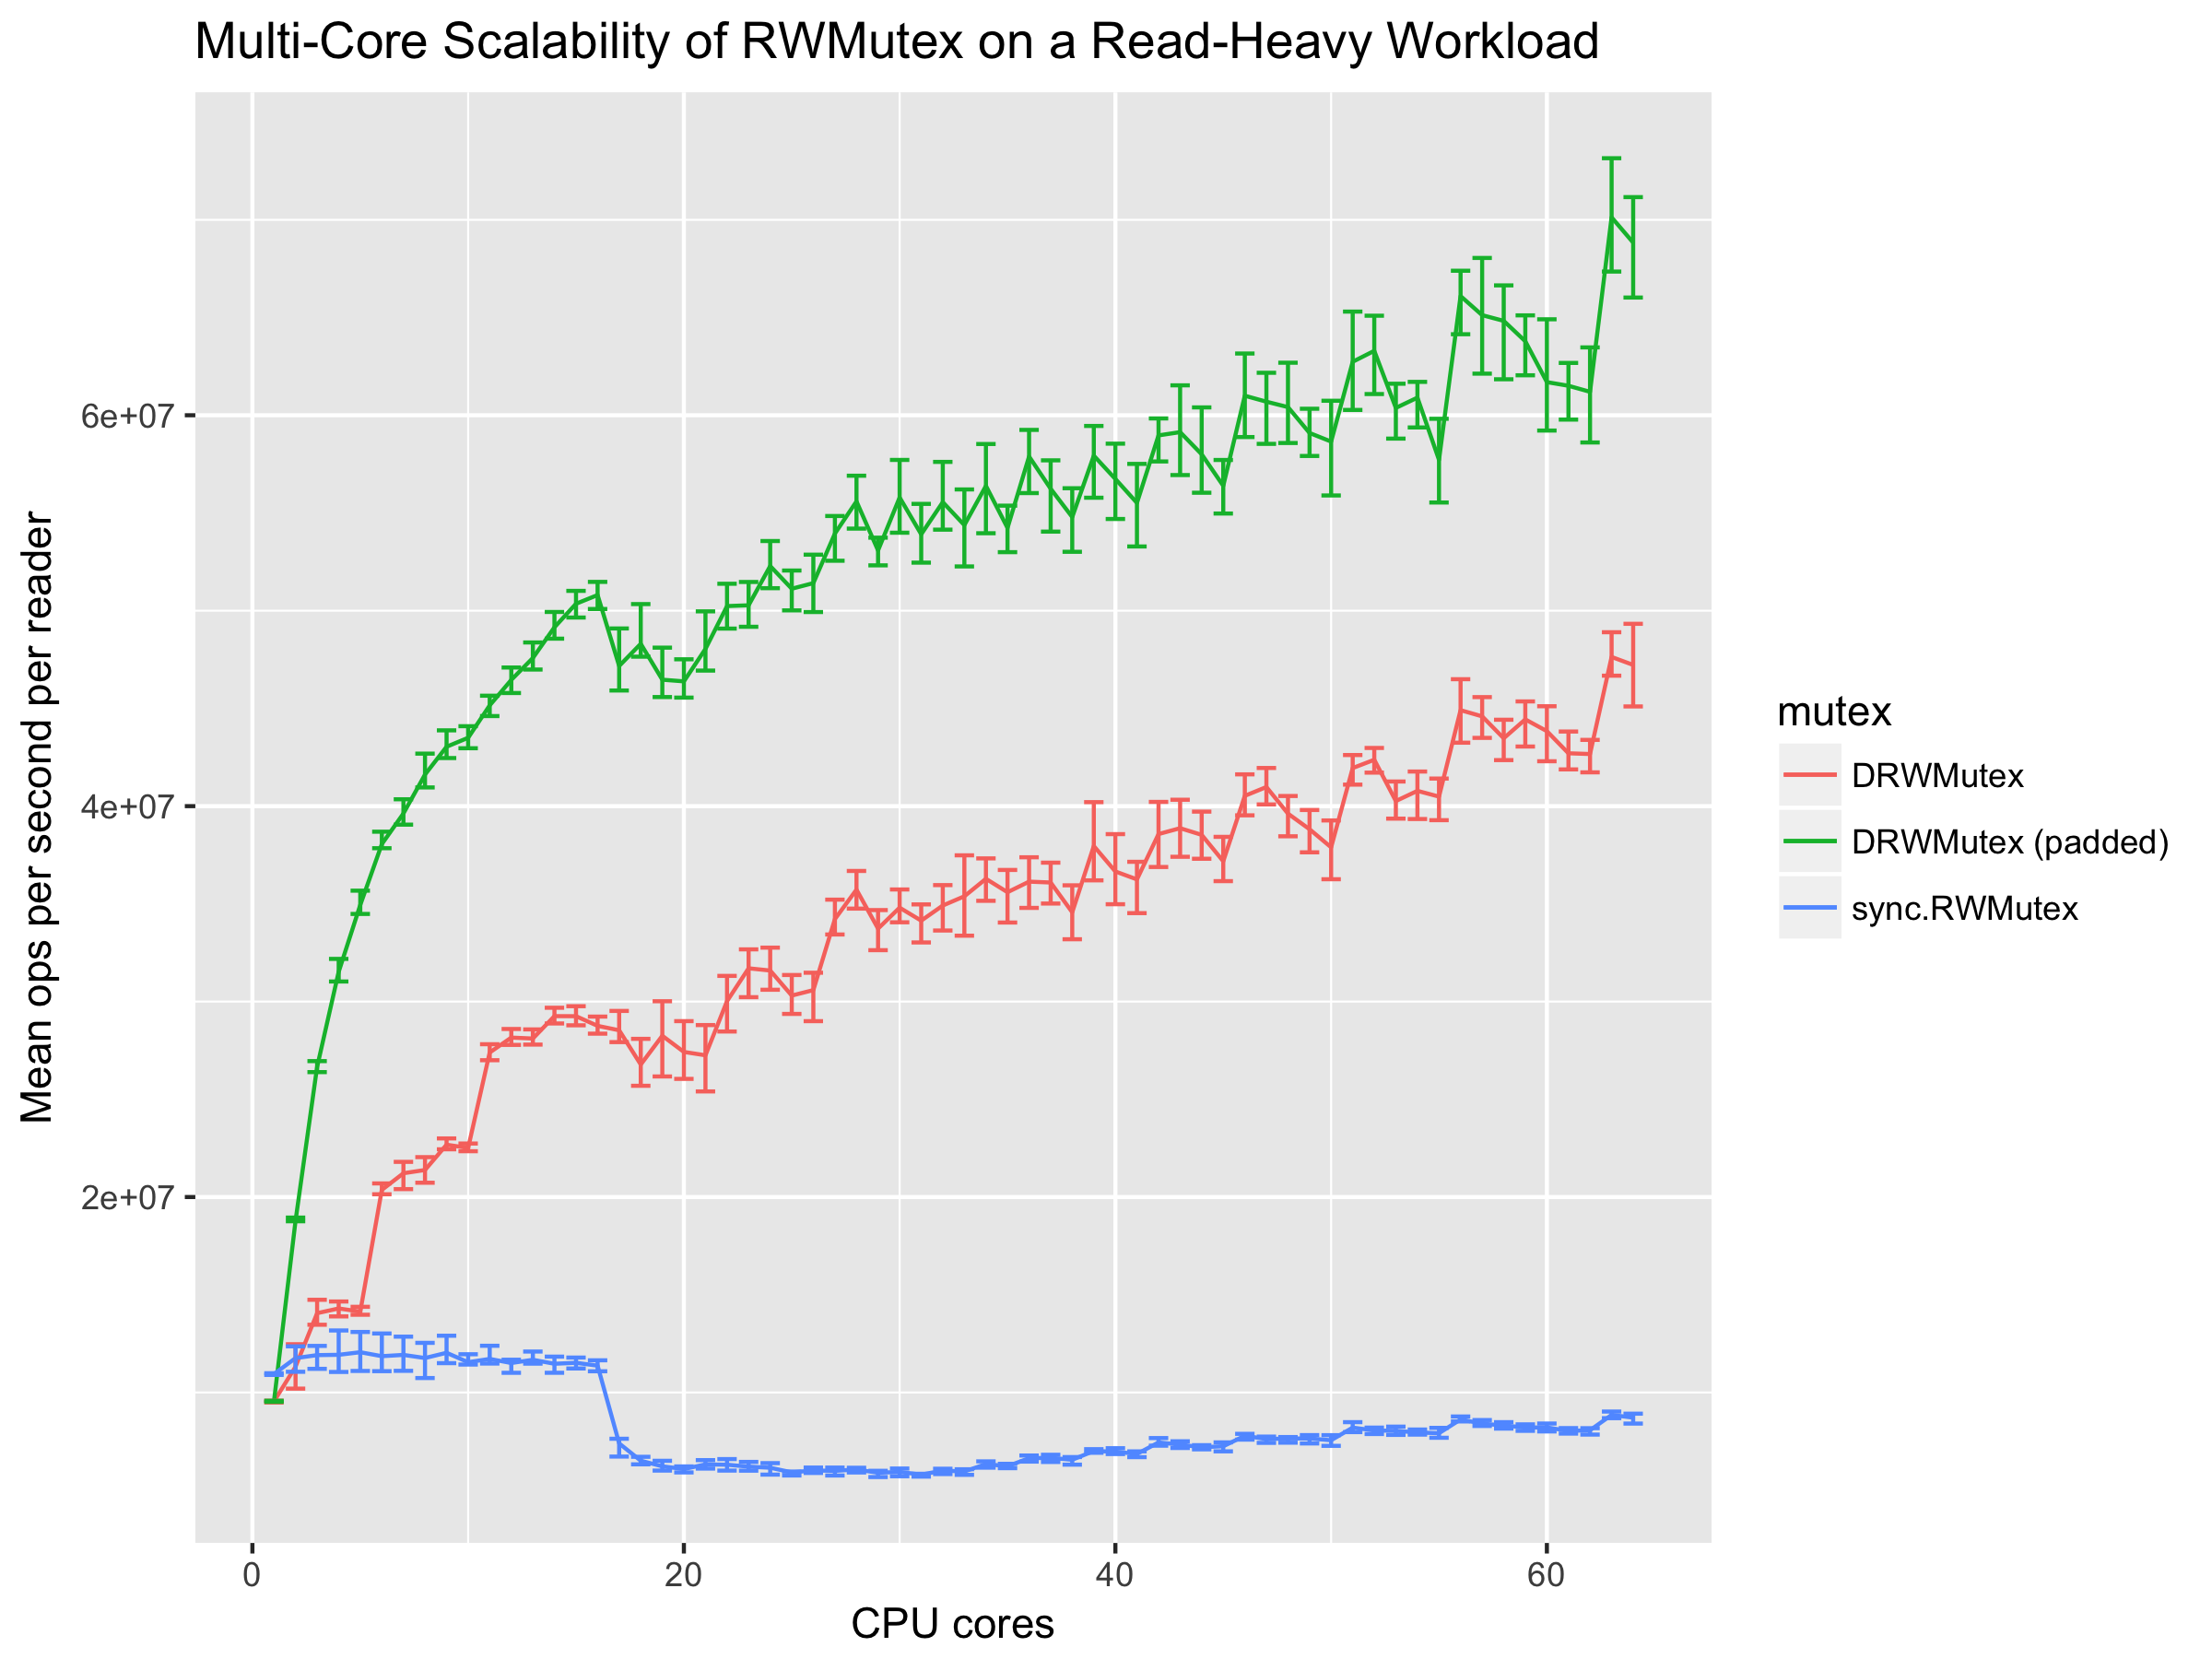 Multi-Core Scalability of RWMutex on a Read-Heavy Workload
Mean ops per second per reader
6e+07
4e+07
2e+07
0
20
40
60
CPU cores
mutex
DRWMutex
DRWMutex (padded)
sync.RWMutex